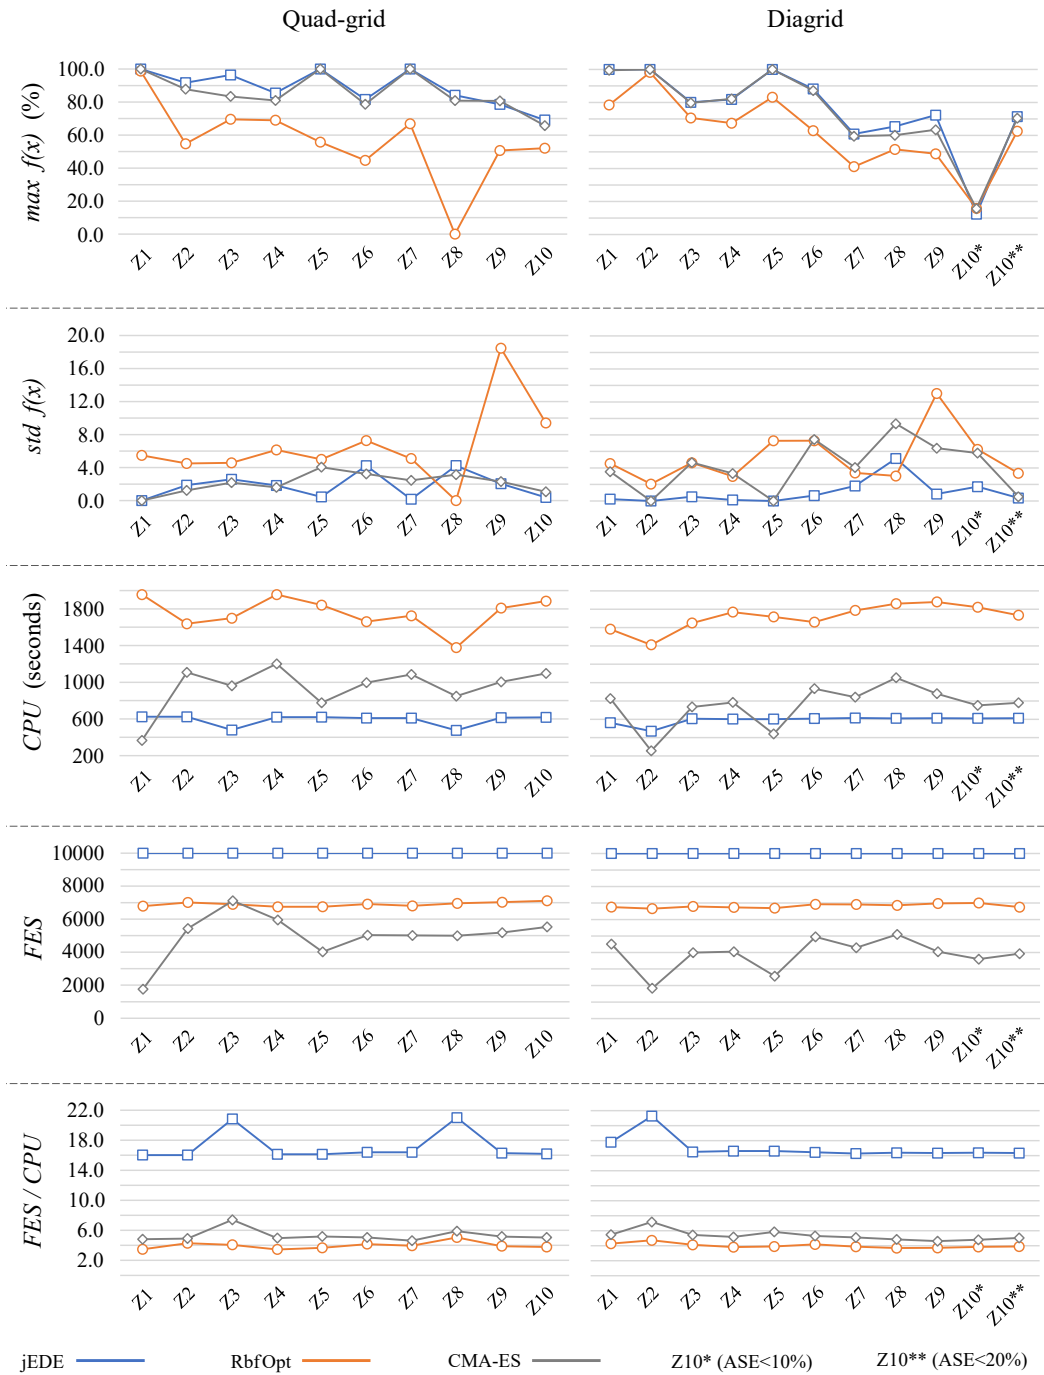 Quad-grid
Diagrid
max f(x) (%)
100.0
80.0
60.0
40.0
20.0
0.0
Z1 Z2 Z3 Z4 Z5 Z6 Z7 Z8 Z9 Z10
Z1 Z2 Z3 Z4 Z5 Z6 Z7 Z8 Z9 Z10* Z10**
std f(x)
20.0
16.0
12.0
8.0
4.0
0.0
Z1 Z2 Z3 Z4 Z5 Z6 Z7 Z8 Z9 Z10
Z1 Z2 Z3 Z4 Z5 Z6 Z7 Z8 Z9 Z10* Z10**
CPU (seconds)
1800
1400
1000
600
200
Z1 Z2 Z3 Z4 Z5 Z6 Z7 Z8 Z9 Z10
Z1 Z2 Z3 Z4 Z5 Z6 Z7 Z8 Z9 Z10* Z10**
FES
10000
8000
6000
4000
2000
0
Z1 Z2 Z3 Z4 Z5 Z6 Z7 Z8 Z9 Z10
Z1 Z2 Z3 Z4 Z5 Z6 Z7 Z8 Z9 Z10* Z10**
FES / CPU
22.0
18.0
14.0
10.0
6.0
2.0
Z1 Z2 Z3 Z4 Z5 Z6 Z7 Z8 Z9 Z10
Z1 Z2 Z3 Z4 Z5 Z6 Z7 Z8 Z9 Z10* Z10**
jEDE RbfOpt CMA-ES Z10* (ASE<10%) Z10** (ASE<20%)